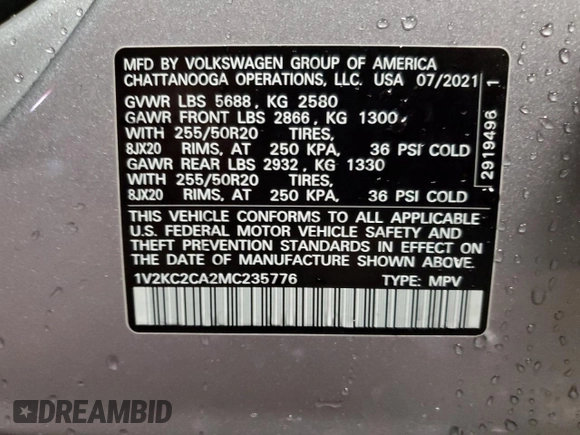 MFD BY VOLKSWAGEN GROUP OF AMERICA
CHATTANOOGA OPERATIONS, LLC. USA 07/2021
GVWR LBS 5688, KG 2580
GAWR FRONT LBS 2866, KG 1300
WITH 255/50R20 TIRES,
8JX20 RIMS, AT 250 KPA, 36 PSI COLD
GAWR REAR LBS 2932, KG 1330
WITH 255/50R20 TIRES,
8JX20 RIMS, AT 250 KPA, 36 PSI COLD
THIS VEHICLE CONFORMS TO ALL APPLICABLE
U.S. FEDERAL MOTOR VEHICLE SAFETY AND
THEFT PREVENTION STANDARDS IN EFFECT ON
THE DATE OF MANUFACTURE SHOWN ABOVE.
1V2KC2CA2MC235776 TYPE: MPV
2919496 1
DREAMBID